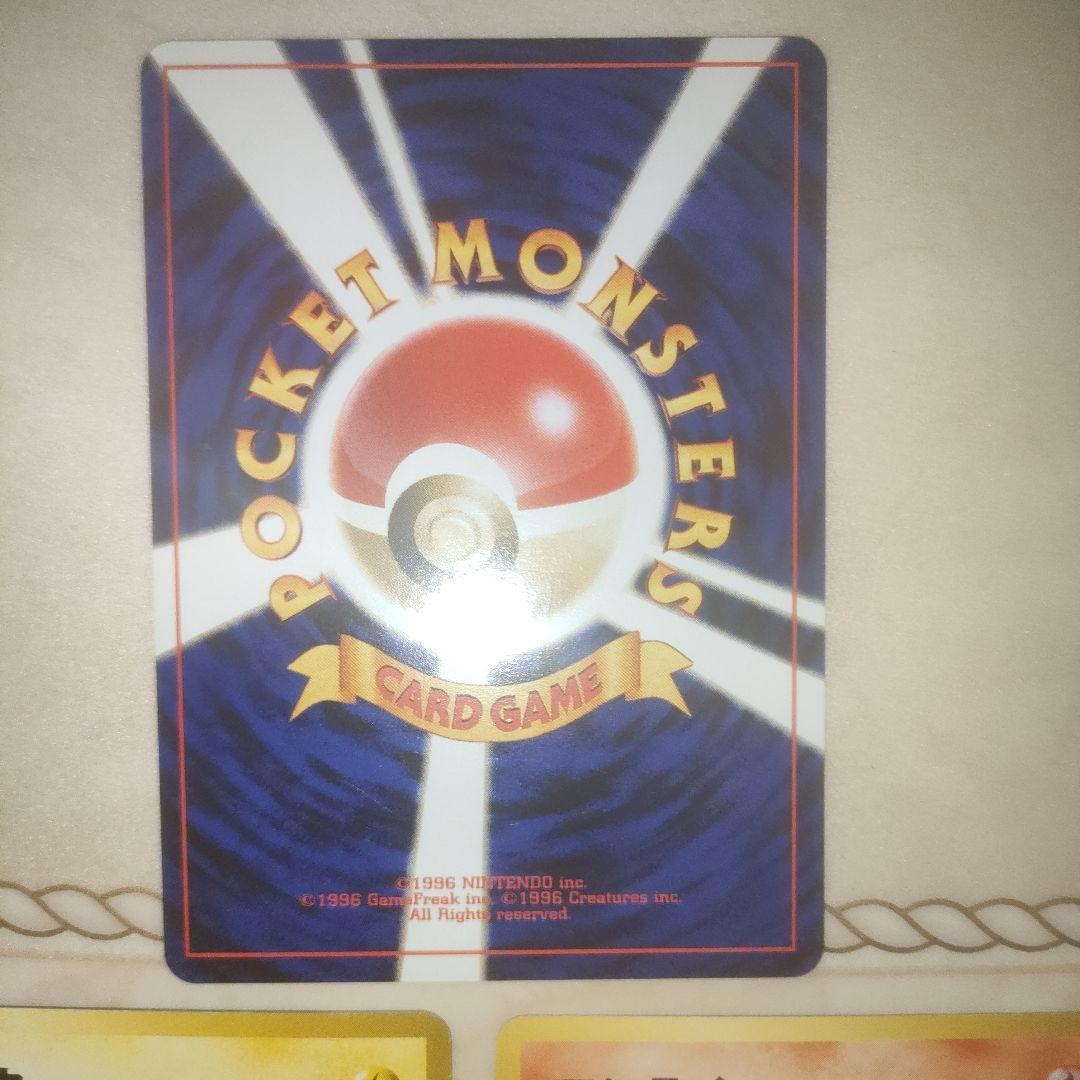 POCKET MONSTERS
CARD GAME
©1996 NINTENDO inc.
©1996 GameFreak inc. ©1996 Creatures inc.
All Rights reserved.